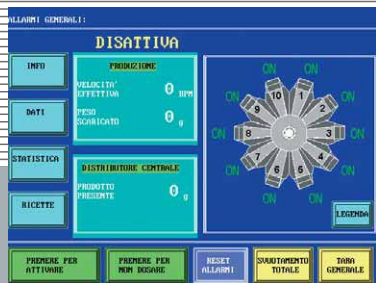 ALLARMI GENERALI:
DISATTIVA
INFO
DATI
STATISTICA
RICETTE
PRODUZIONE
VELOCITA'
EFFETTIVA 0 BPM
PESO
SCARICATO 0 g
DISTRIBUTORE CENTRALE
PRODOTTO
PRESENTE 0 g
ON ON
ON 10 1 ON
9 2
ON 8 3 ON
7 4
ON 6 5 ON
ON ON
LEGENDA
PREMERE PER
ATTIVARE
PREMERE PER
NON DOSARE
RESET
ALLARMI
SVUOTAMENTO
TOTALE
TARA
GENERALE